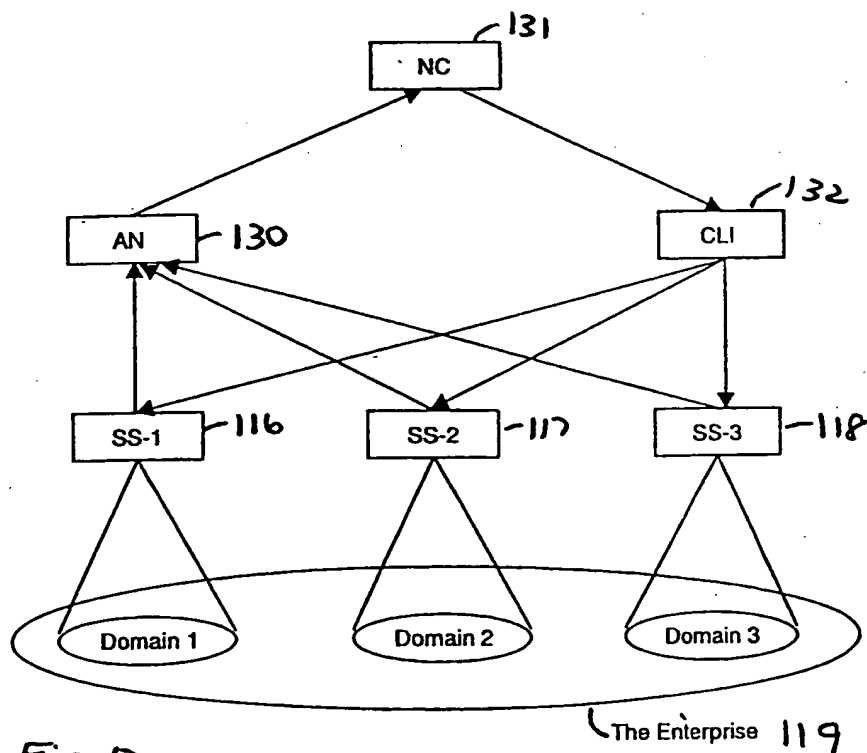 131
NC
132
AN
130
CLI
SS-1
116
SS-2
117
SS-3
118
Domain 1
Domain 2
Domain 3
The Enterprise 119